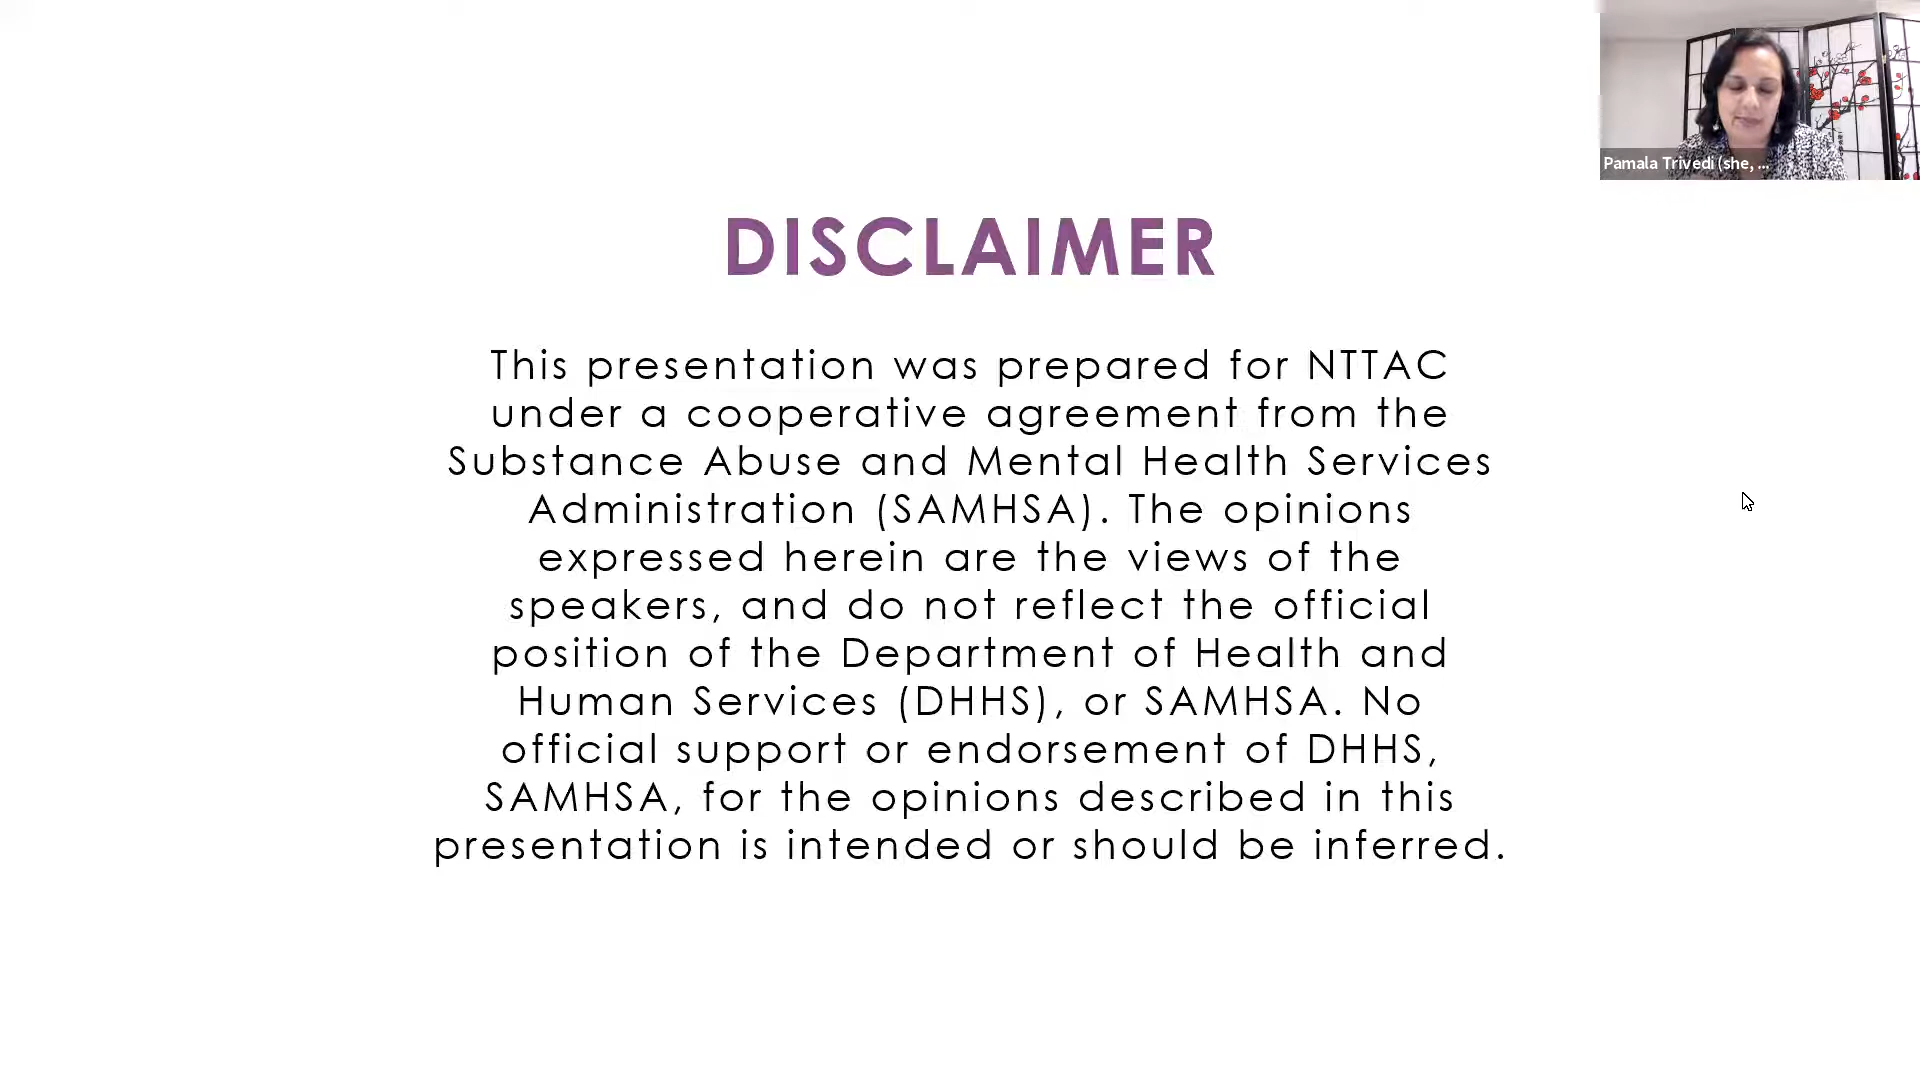 Pamala Trivedi (she, ...
DISCLAIMER
This presentation was prepared for NTTAC
under a cooperative agreement from the
Substance Abuse and Mental Health Services
Administration (SAMHSA). The opinions
expressed herein are the views of the
speakers, and do not reflect the official
position of the Department of Health and
Human Services (DHHS), or SAMHSA. No
official support or endorsement of DHHS,
SAMHSA, for the opinions described in this
presentation is intended or should be inferred.